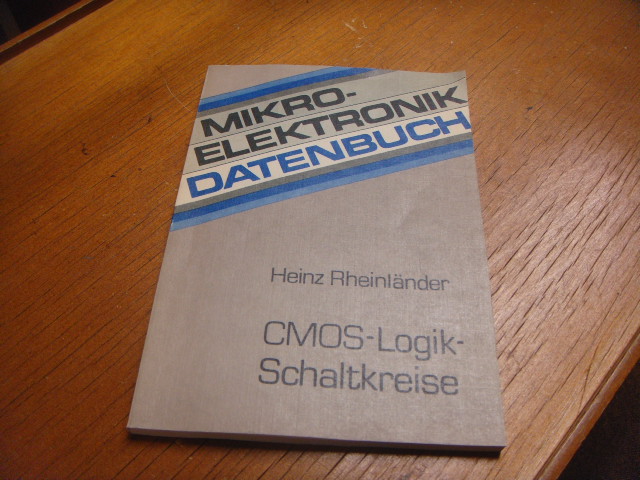 MIKRO-
ELEKTRONIK
DATENBUCH
Heinz Rheinländer
CMOS-Logik-
Schaltkreise